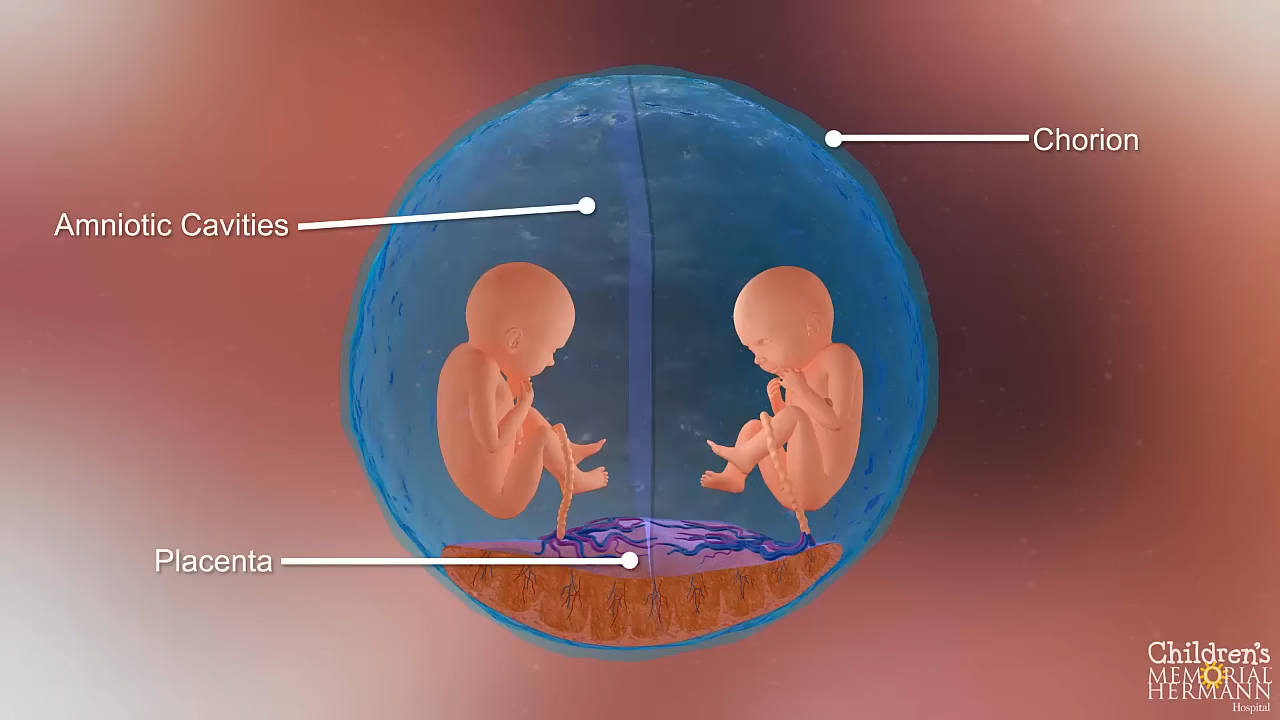 Chorion
Amniotic Cavities
Placenta
Children's
MEMORIAL
HERMANN
Hospital